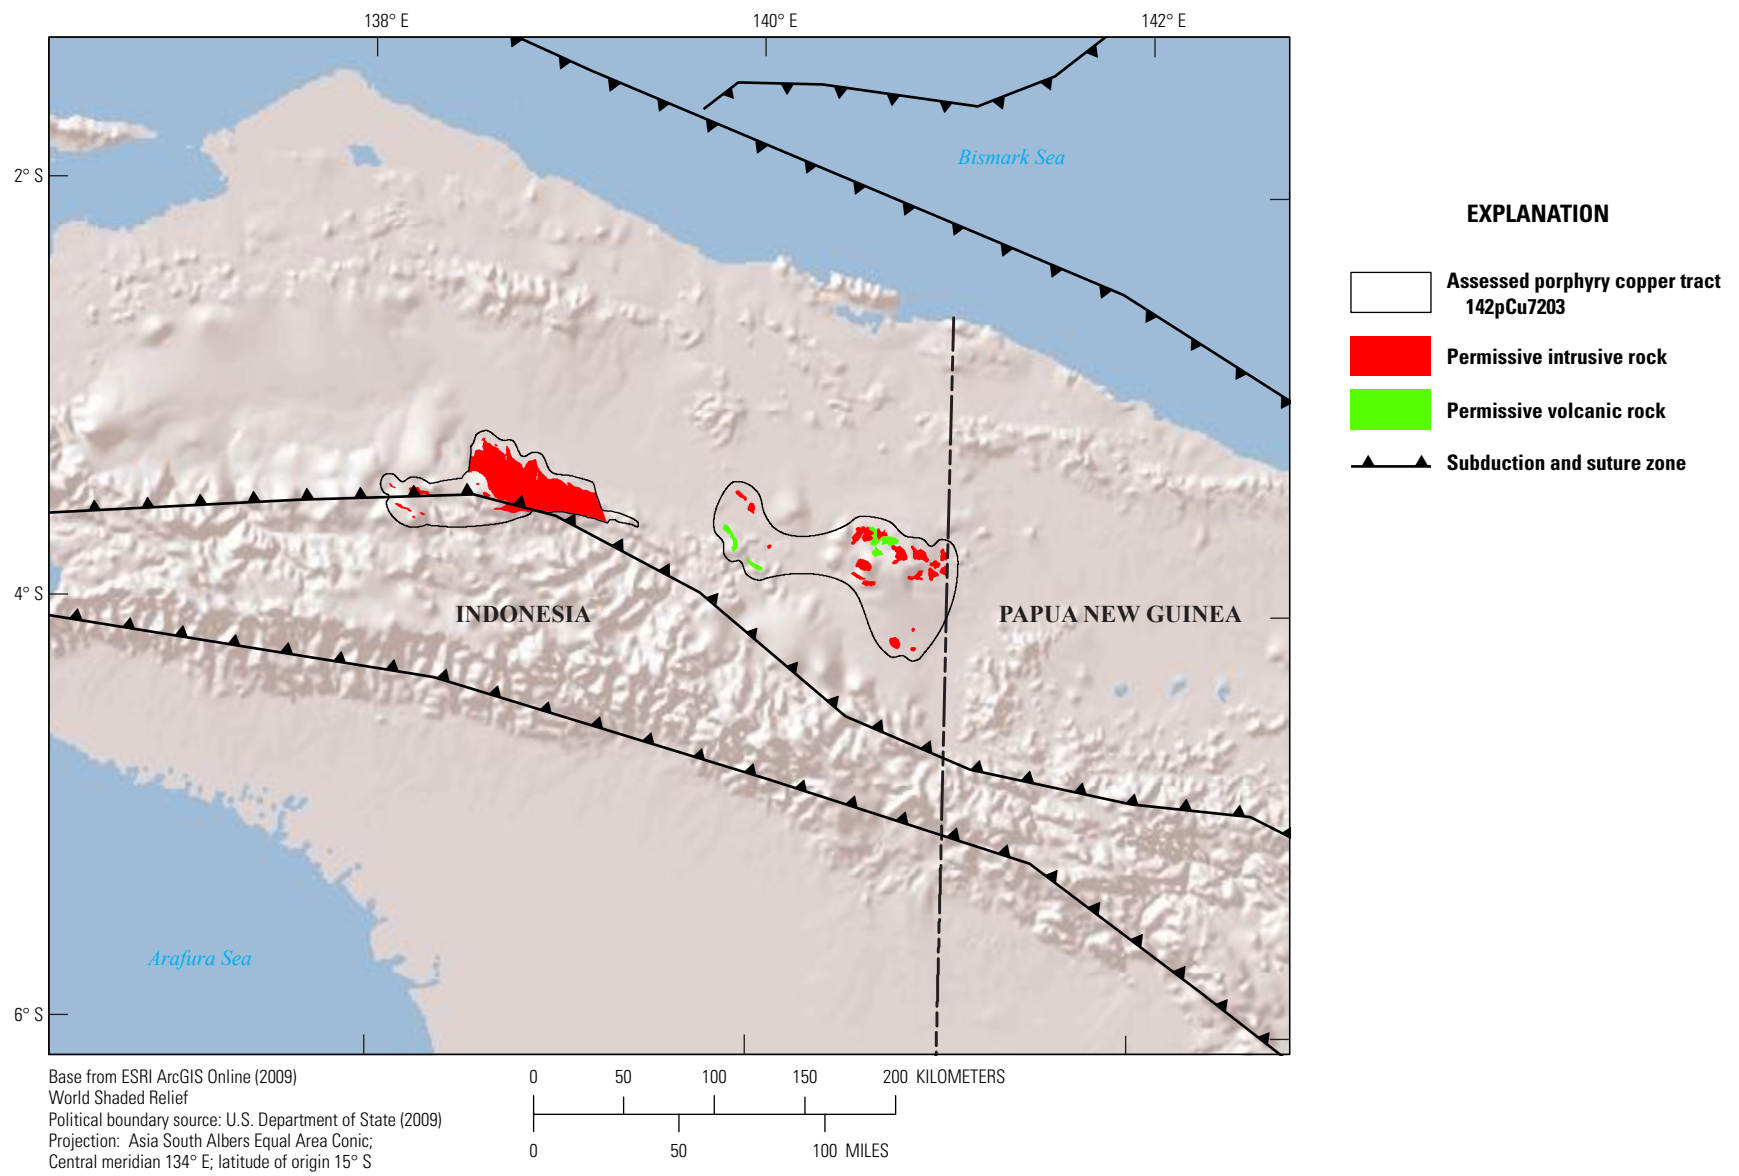 138° E
140° E
142° E
Bismark Sea
2° S
EXPLANATION
Assessed porphyry copper tract
142pCu7203
Permissive intrusive rock
Permissive volcanic rock
Subduction and suture zone
4° S
INDONESIA
PAPUA NEW GUINEA
Arafura Sea
6° S
Base from ESRI ArcGIS Online (2009)
World Shaded Relief
Political boundary source: U.S. Department of State (2009)
Projection: Asia South Albers Equal Area Conic;
Central meridian 134° E; latitude of origin 15° S
0 50 100 150 200 KILOMETERS
0 50 100 MILES